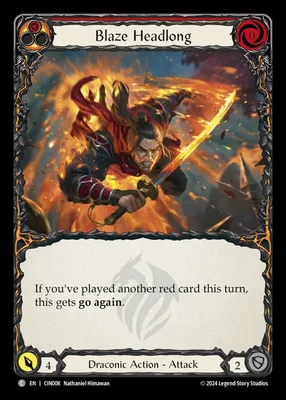 Blaze Headlong
If you've played another red card this turn,
this gets go again.
4
Draconic Action - Attack
2
C EN | CIN008 Nathaniel Himawan
©2024 Legend Story Studios